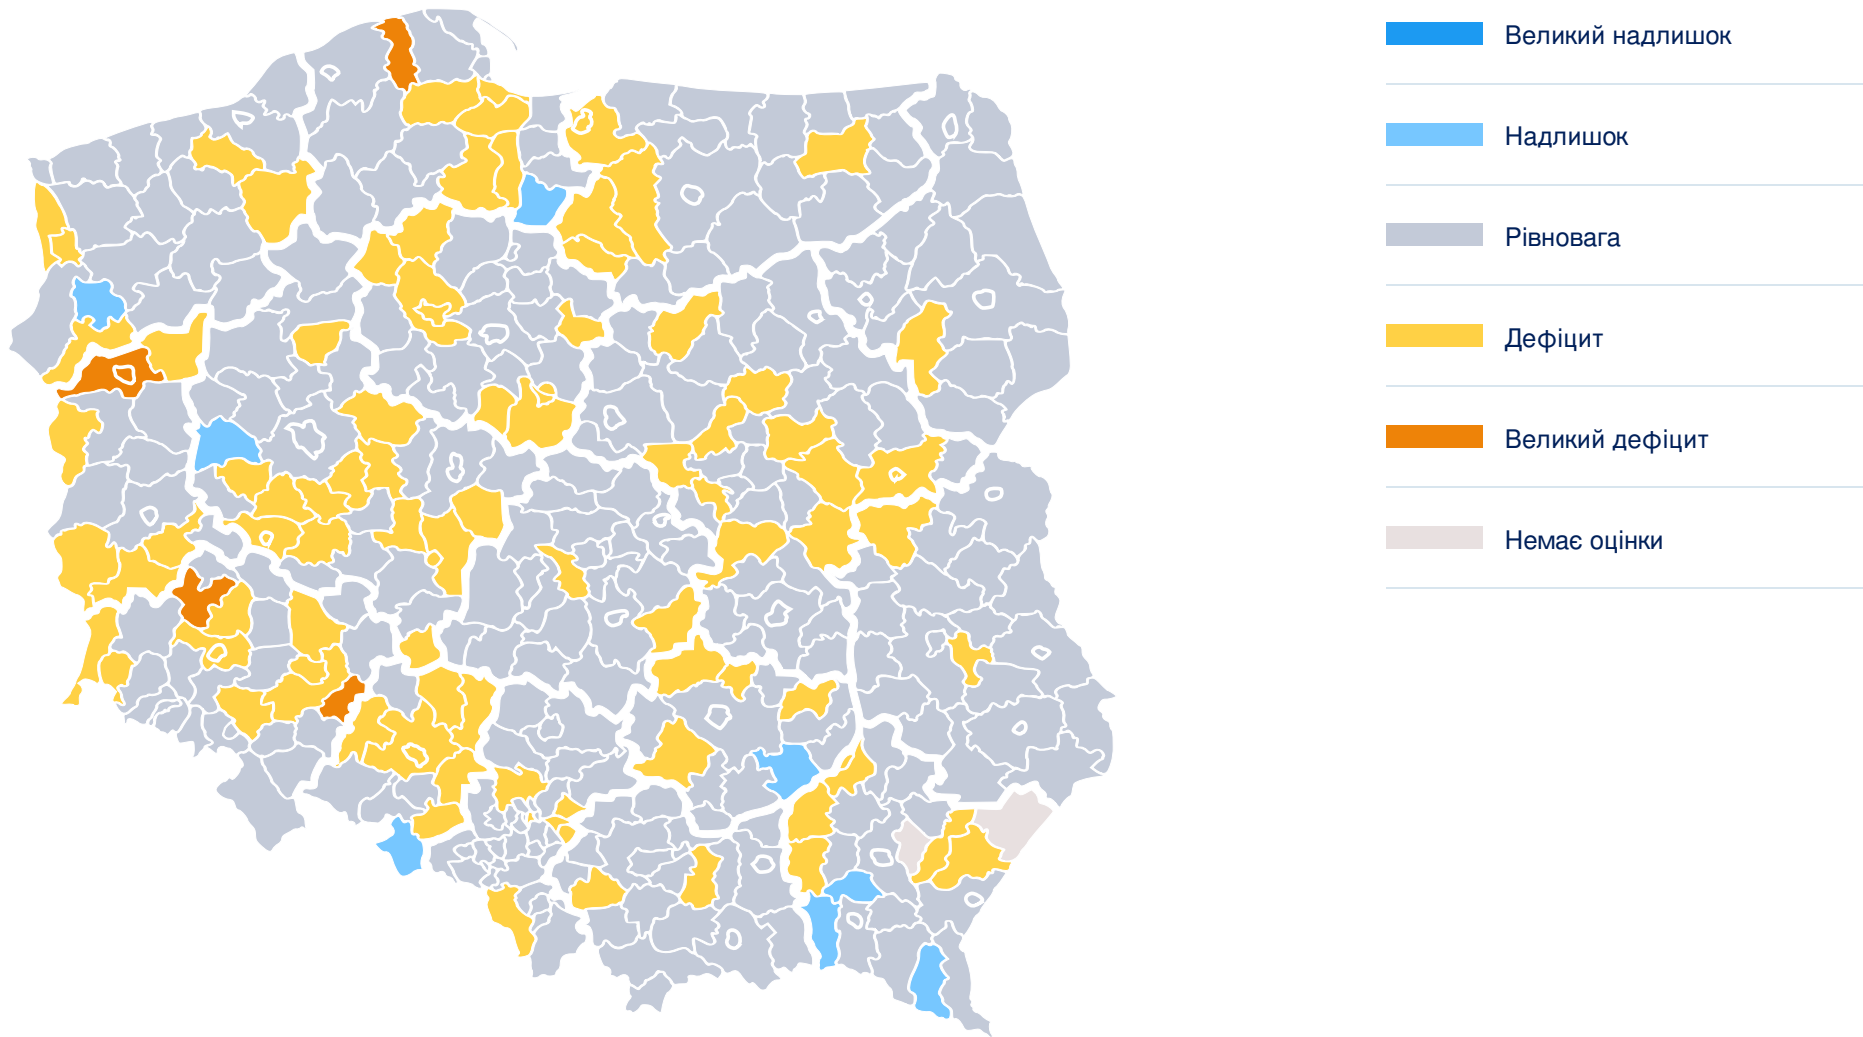 Великий надлишок
Надлишок
Рівновага
Дефіцит
Великий дефіцит
Немає оцінки